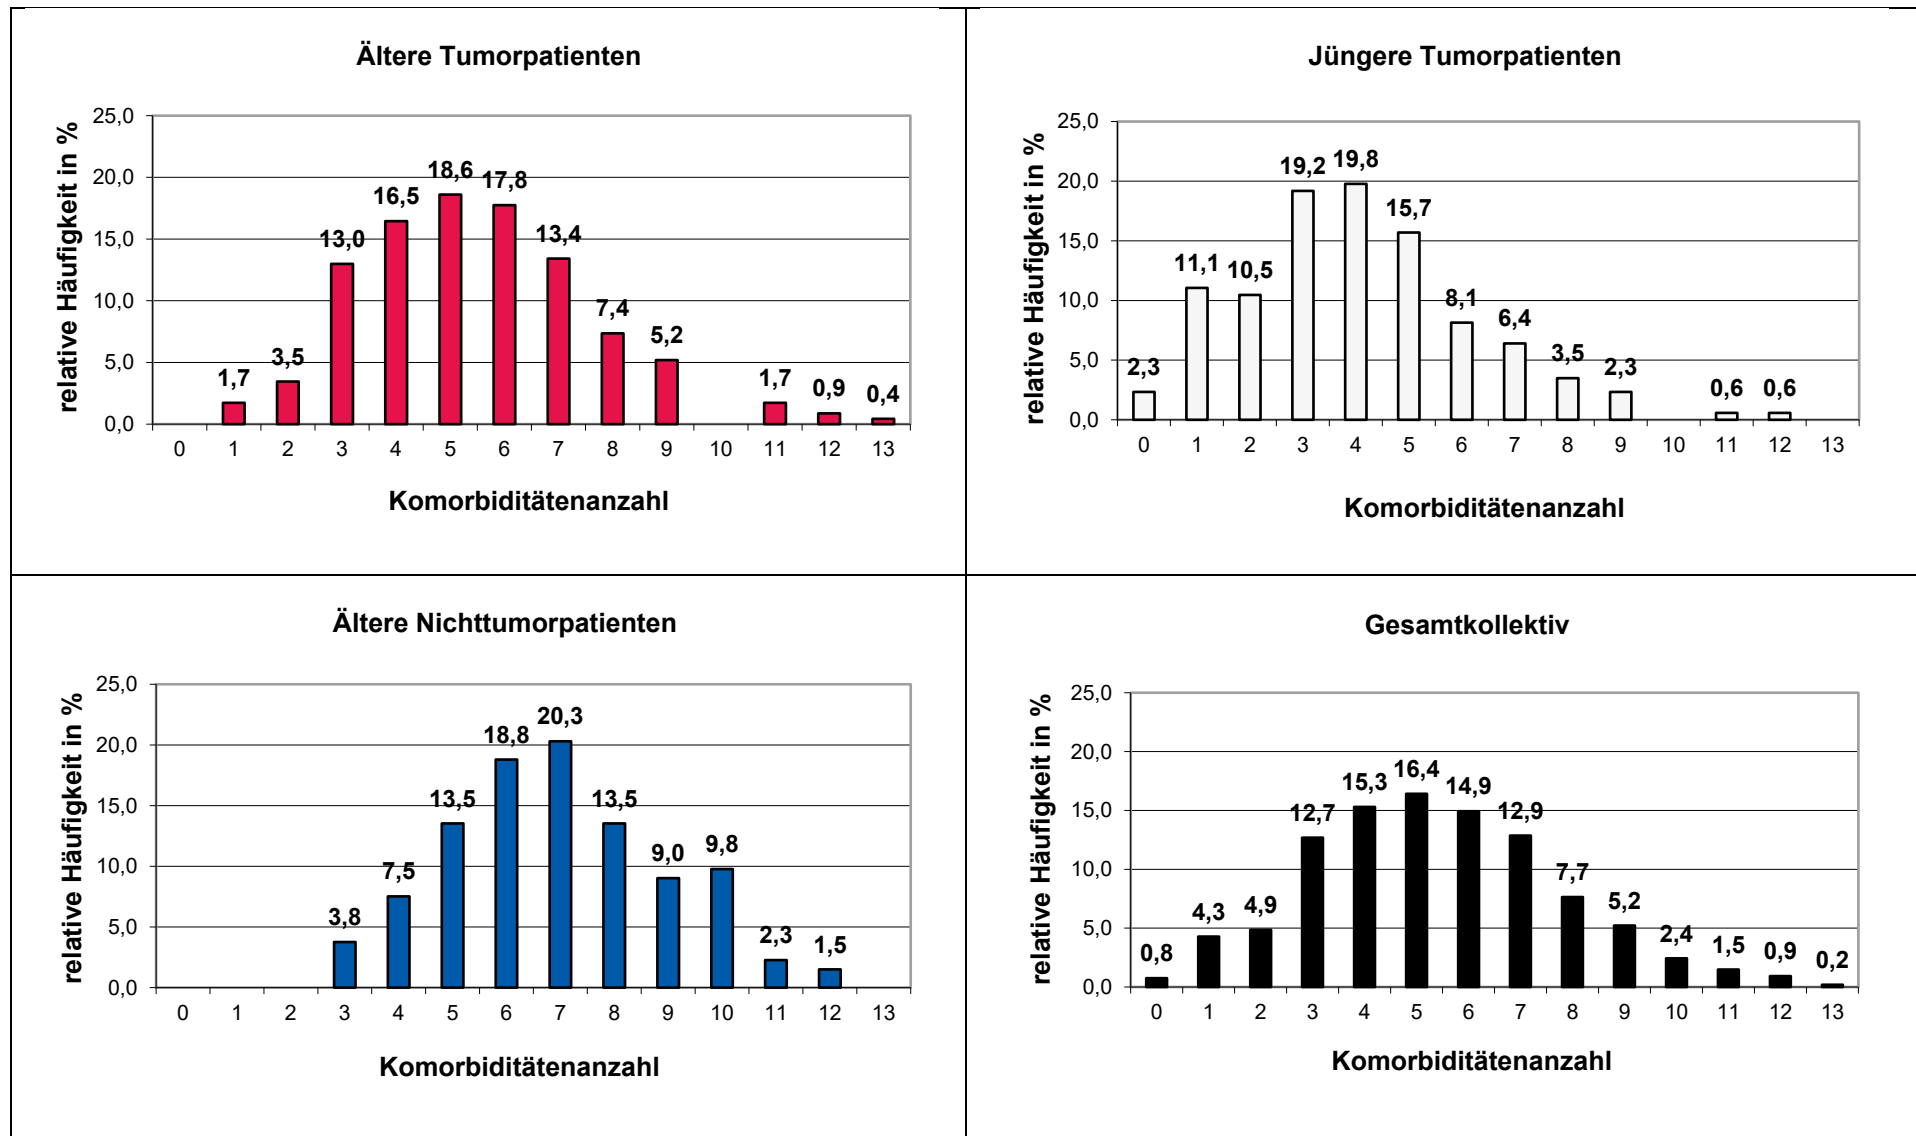 Ältere Tumorpatienten
relative Häufigkeit in %
25,0
20,0
15,0
10,0
5,0
0,0
1,7 3,5 13,0 16,5 18,6 17,8 13,4 7,4 5,2 1,7 0,9 0,4
0 1 2 3 4 5 6 7 8 9 10 11 12 13
Komorbiditätenanzahl
Jüngere Tumorpatienten
relative Häufigkeit in %
25,0
20,0
15,0
10,0
5,0
0,0
2,3 11,1 10,5 19,2 19,8 15,7 8,1 6,4 3,5 2,3 0,6 0,6
0 1 2 3 4 5 6 7 8 9 10 11 12 13
Komorbiditätenanzahl
Ältere Nichttumorpatienten
relative Häufigkeit in %
25,0
20,0
15,0
10,0
5,0
0,0
3,8 7,5 13,5 18,8 20,3 13,5 9,0 9,8 2,3 1,5
0 1 2 3 4 5 6 7 8 9 10 11 12 13
Komorbiditätenanzahl
Gesamtkollektiv
relative Häufigkeit in %
25,0
20,0
15,0
10,0
5,0
0,0
0,8 4,3 4,9 12,7 15,3 16,4 14,9 12,9 7,7 5,2 2,4 1,5 0,9 0,2
0 1 2 3 4 5 6 7 8 9 10 11 12 13
Komorbiditätenanzahl